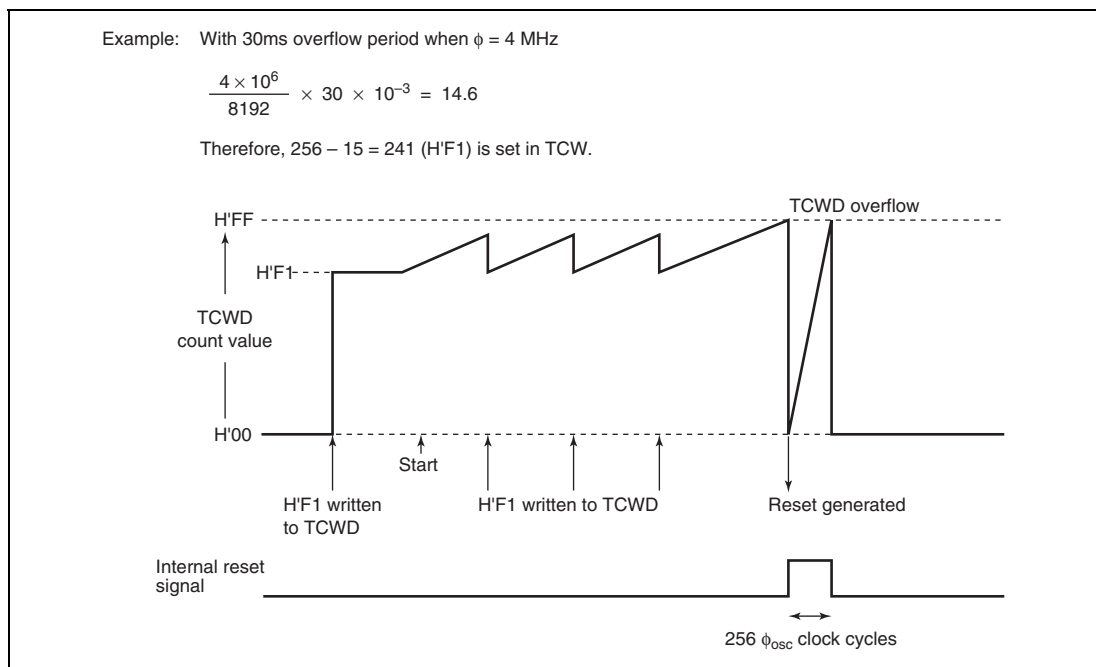 Example: With 30ms overflow period when ϕ = 4 MHz
4 × 10⁶
8192
× 30 × 10⁻³ = 14.6
Therefore, 256 – 15 = 241 (H'F1) is set in TCW.
TCWD overflow
H'FF
H'F1
TCWD
count value
H'00
Start
H'F1 written
to TCWD
H'F1 written to TCWD
Reset generated
Internal reset
signal
256 ϕosc clock cycles